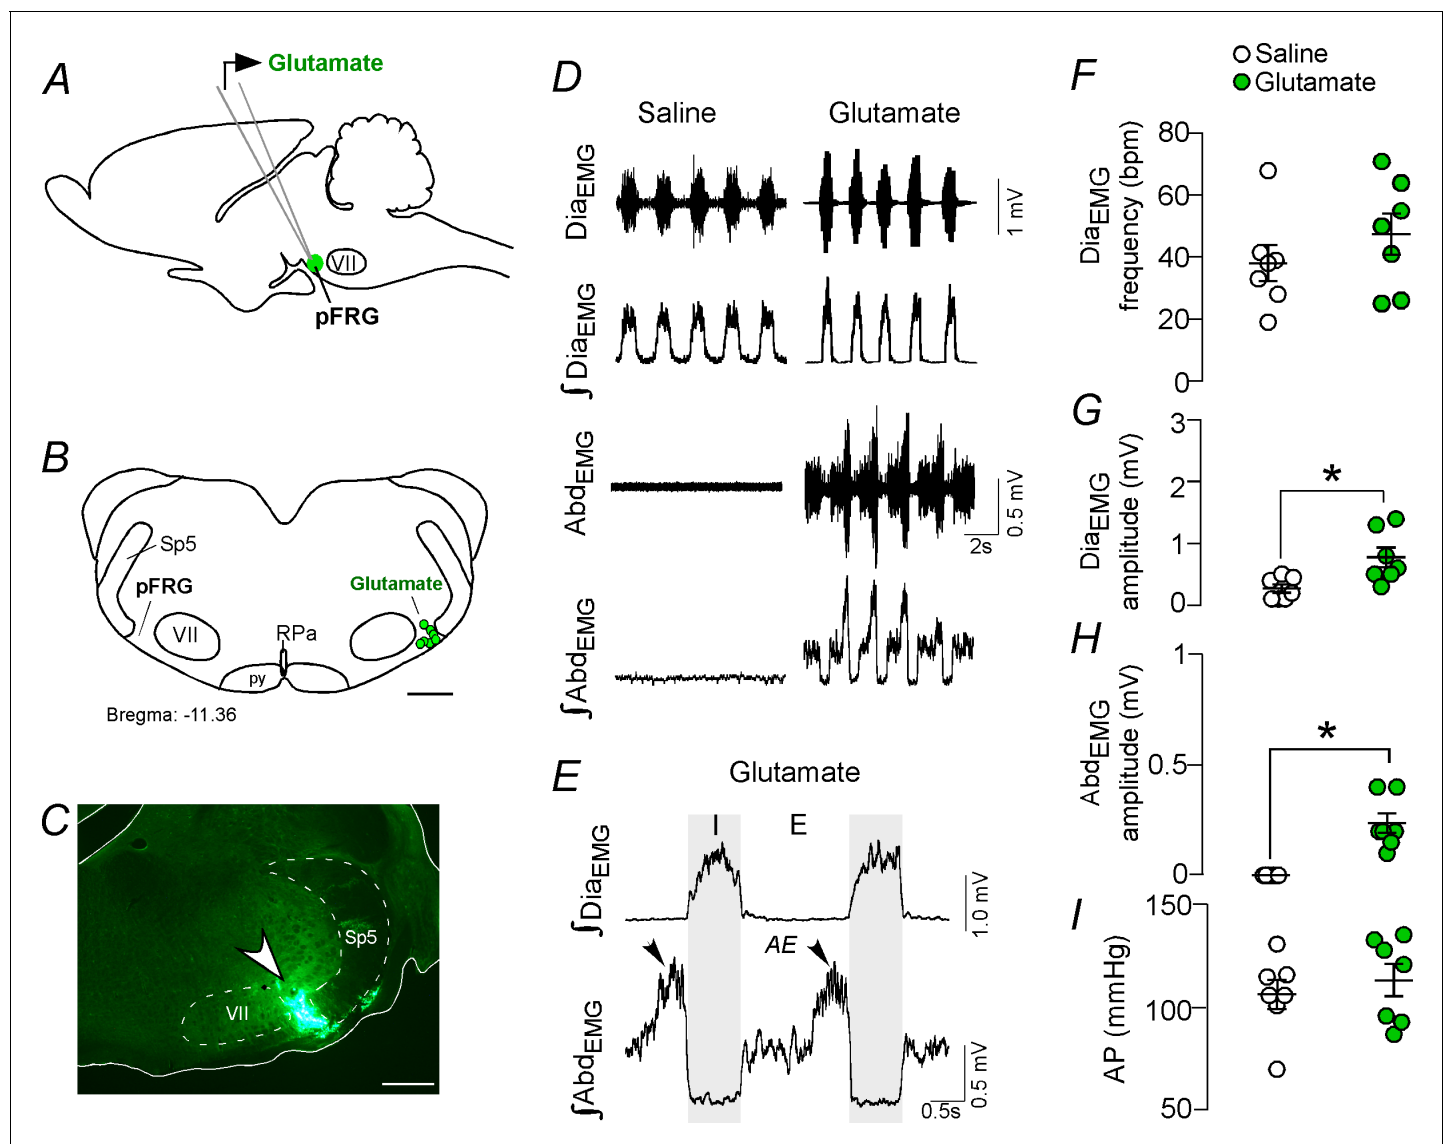 A
Glutamate
VII
pFRG
B
Sp5
pFRG
Glutamate
VII
RPa
py
Bregma: -11.36
C
Sp5
VII
D
Saline
Glutamate
DiaEMG
1 mV
∫DiaEMG
AbdEMG
0.5 mV
2s
∫AbdEMG
E
Glutamate
I
E
∫DiaEMG
1.0 mV
AE
∫AbdEMG
0.5 mV
0.5s
Saline
Glutamate
F
DiaEMG
frequency (bpm)
80
60
40
20
0
G
DiaEMG
amplitude (mV)
3
2
1
0
*
H
AbdEMG
amplitude (mV)
1
0.5
0
*
I
AP (mmHg)
150
100
50